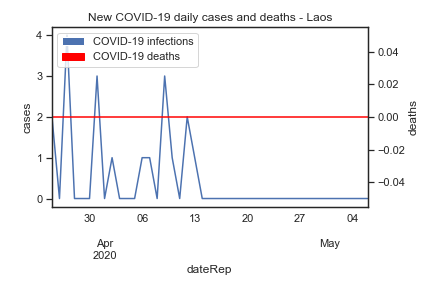 New COVID-19 daily cases and deaths - Laos
COVID-19 infections
COVID-19 deaths
cases
4
3
2
1
0
deaths
0.04
0.02
0.00
−0.02
−0.04
30 06 13 20 27 04
Apr May
2020
dateRep